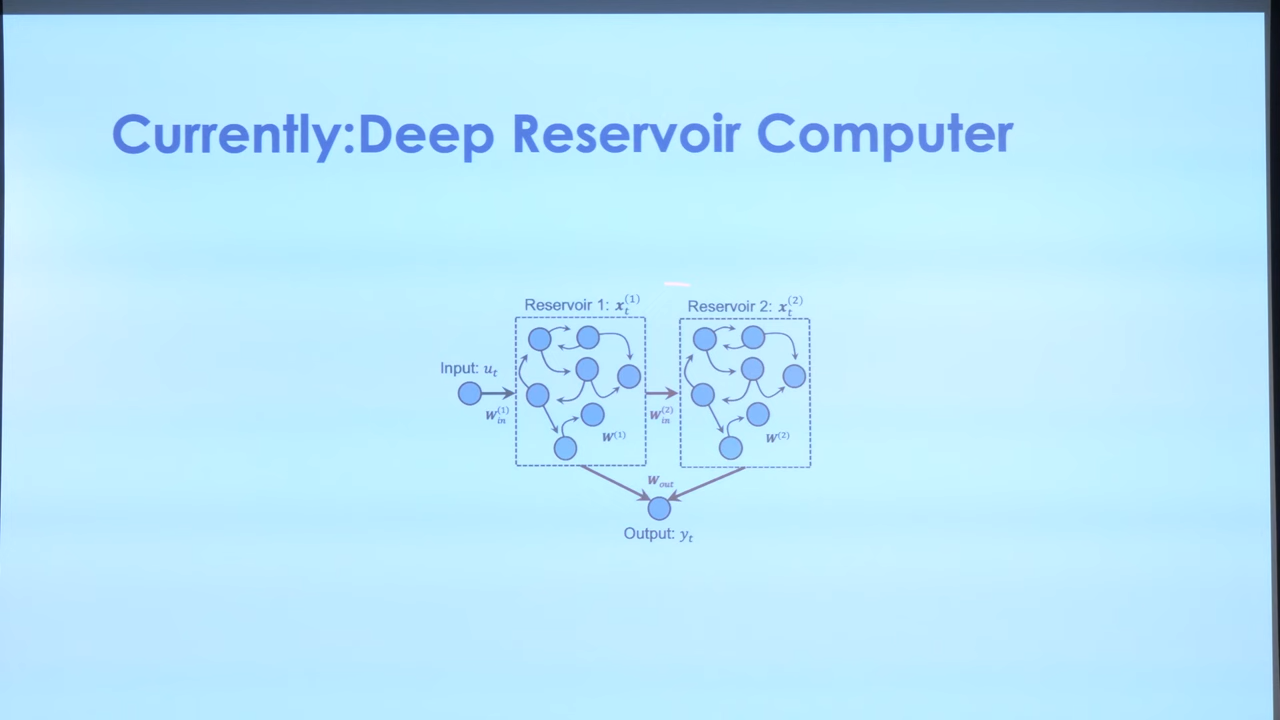 Currently:Deep Reservoir Computer
Reservoir 1: x_t^(1)
Reservoir 2: x_t^(2)
Input: u_t
W_in^(1)
W^(1)
W_in^(2)
W^(2)
W_out
Output: y_t